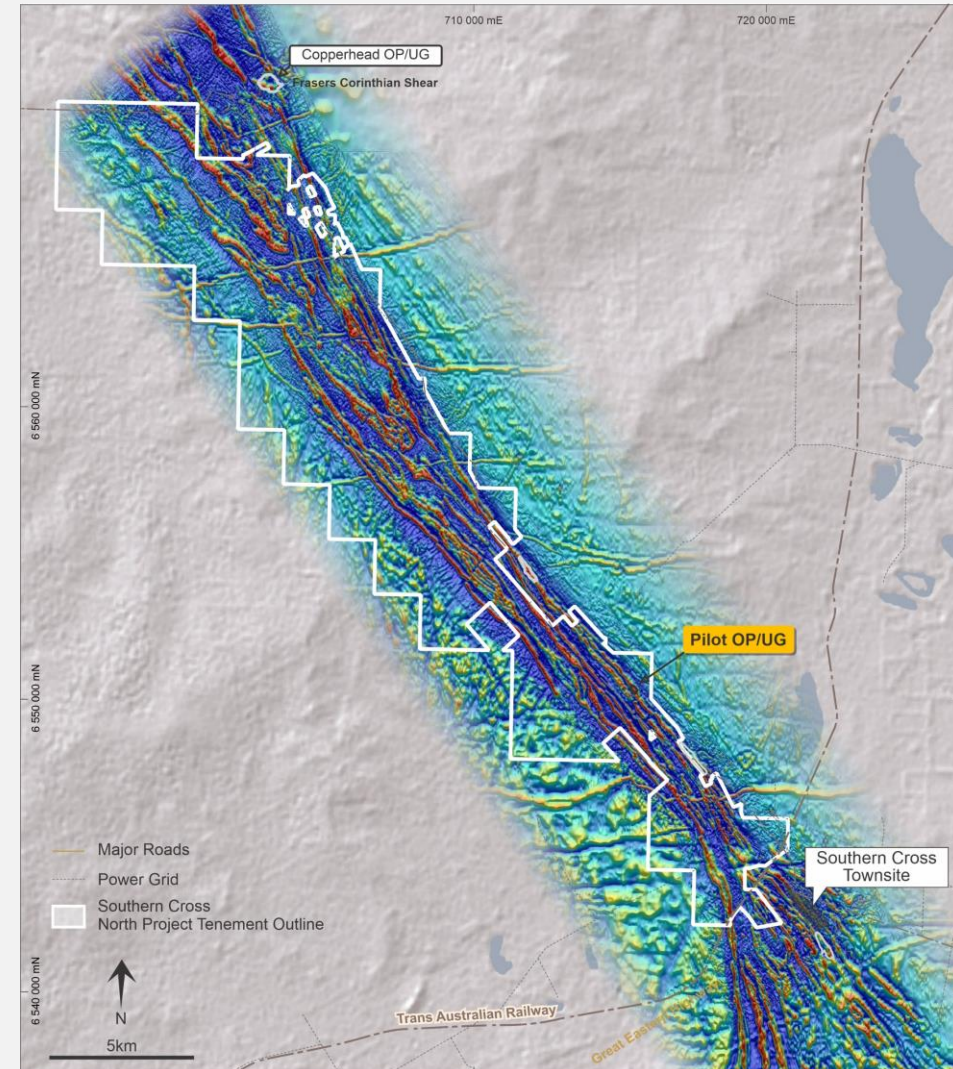 710 000 mE
720 000 mE
Copperhead OP/UG
Frasers Corinthian Shear
6 560 000 mN
Pilot OP/UG
6 550 000 mN
Major Roads
Power Grid
Southern Cross
North Project Tenement Outline
Southern Cross
Townsite
6 540 000 mN
N
5km
Trans Australian Railway
Great Eastern